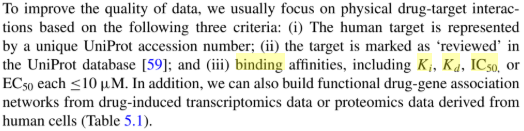 To improve the quality of data, we usually focus on physical drug-target interac-
tions based on the following three criteria: (i) The human target is represented
by a unique UniProt accession number; (ii) the target is marked as ‘reviewed’ in
the UniProt database [59]; and (iii) binding affinities, including Ki, Kd, IC50, or
EC50 each ≤10 μM. In addition, we can also build functional drug-gene association
networks from drug-induced transcriptomics data or proteomics data derived from
human cells (Table 5.1).